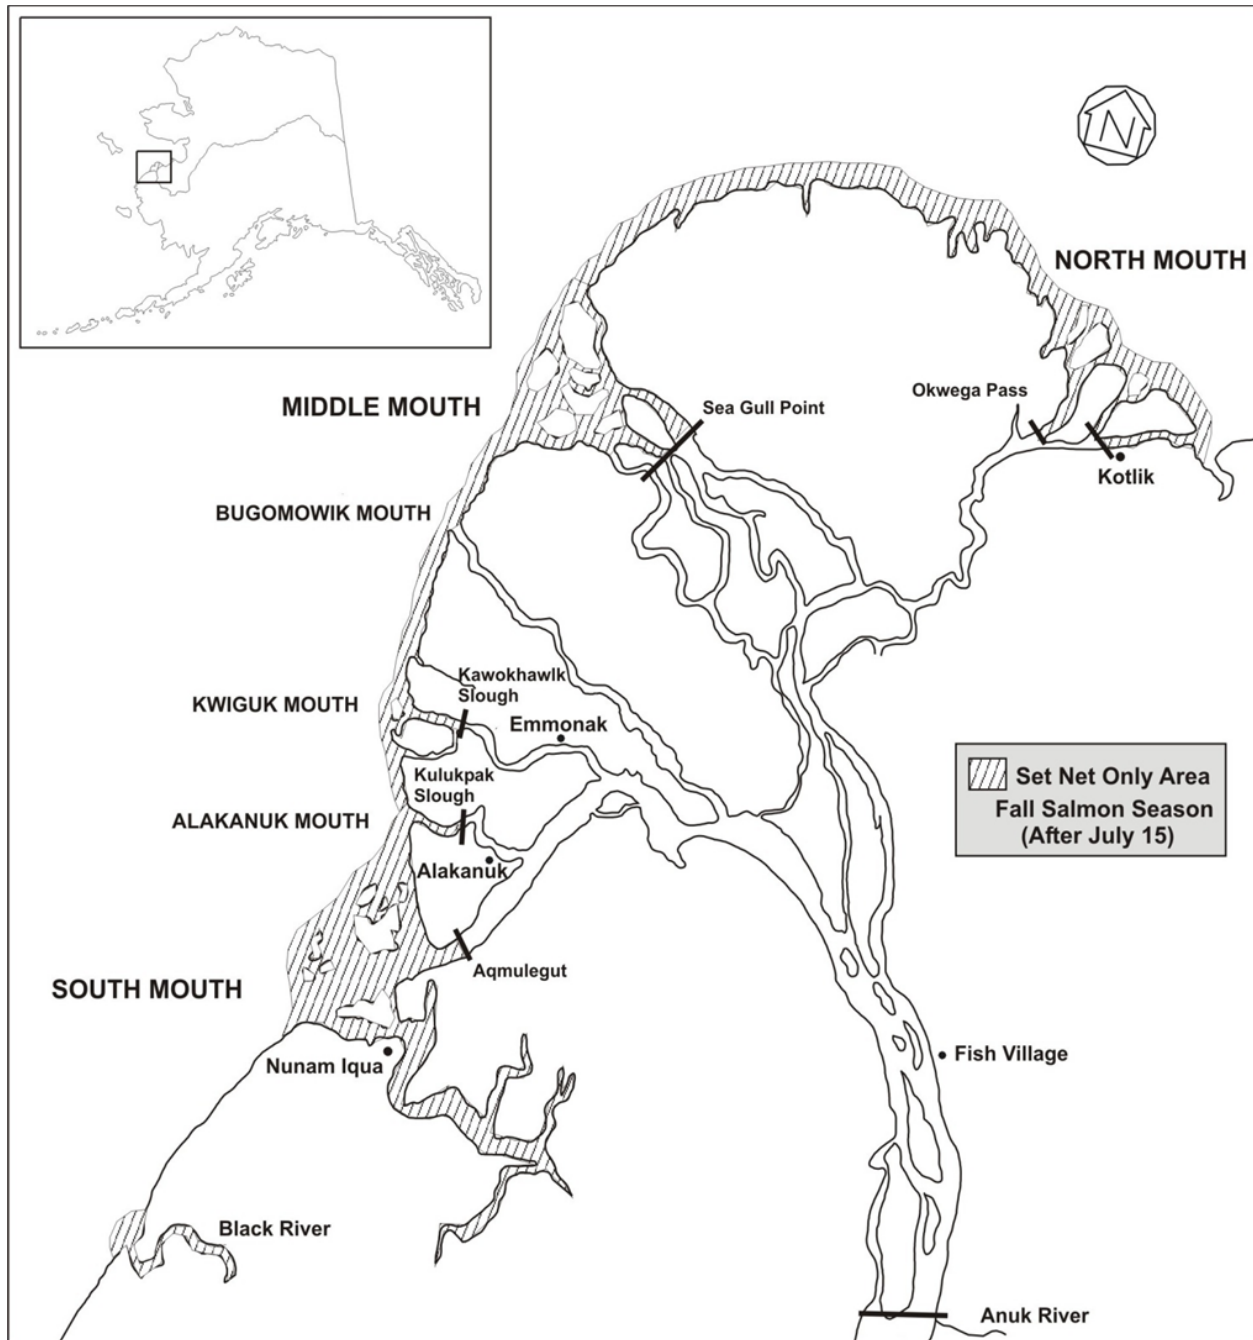 N
NORTH MOUTH
MIDDLE MOUTH
Okwega Pass
Sea Gull Point
Kotlik
BUGOMOWIK MOUTH
Kawokhawlk
Slough
KWIGUK MOUTH
Emmonak
Kulukpak
Slough
Set Net Only Area
Fall Salmon Season
(After July 15)
ALAKANUK MOUTH
Alakanuk
Aqmulegut
SOUTH MOUTH
Nunam Iqua
Fish Village
Black River
Anuk River